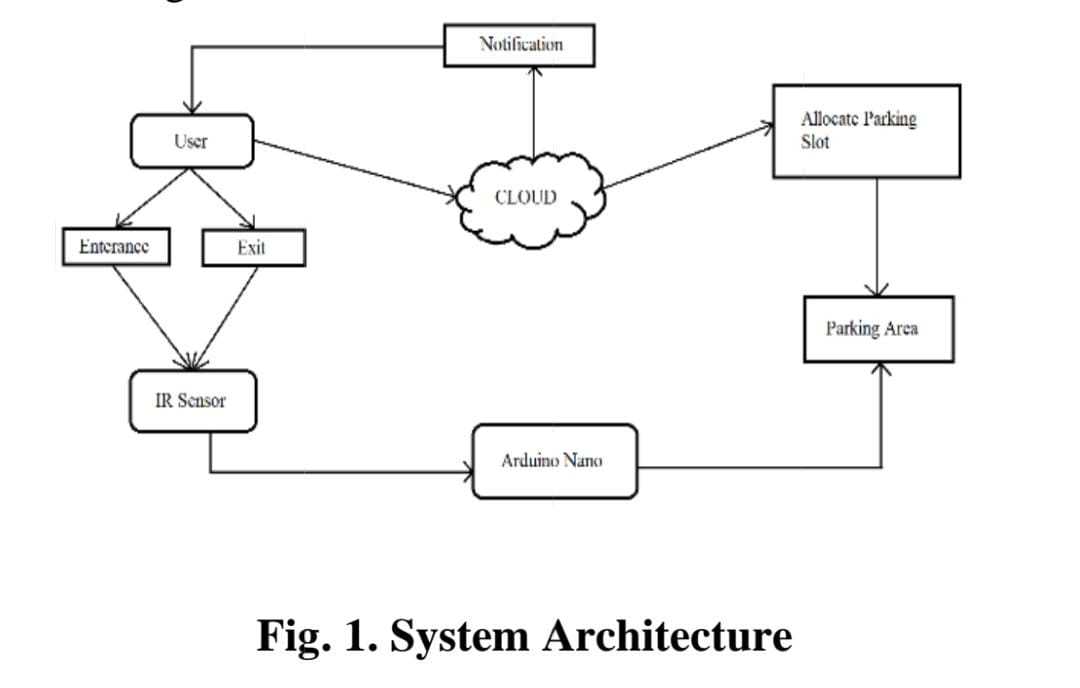 Notification
Allocate Parking
Slot
User
CLOUD
Enterance
Exit
Parking Area
IR Sensor
Arduino Nano
Fig. 1. System Architecture